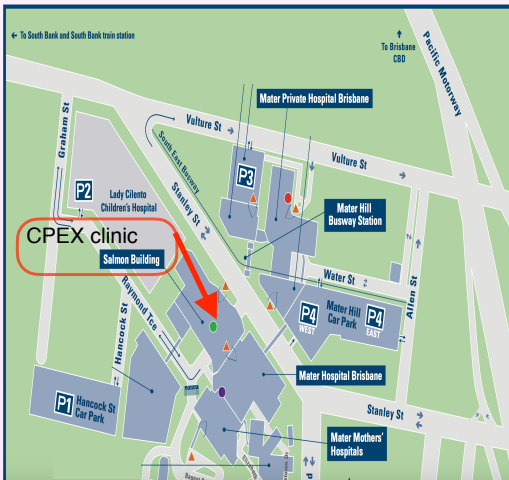 ← To South Bank and South Bank train station
To Brisbane
CBD
Pacific Motorway
Graham St
Mater Private Hospital Brisbane
Vulture St
Vulture St
South East Busway
P3
P2
Lady Cilento
Children's Hospital
Stanley St
Mater Hill
Busway Station
CPEX clinic
Salmon Building
Water St
Allen St
Raymond Tce
P4
WEST
Mater Hill
Car Park
P4
EAST
Hancock St
Mater Hospital Brisbane
P1
Hancock St
Car Park
Stanley St
Mater Mothers'
Hospitals